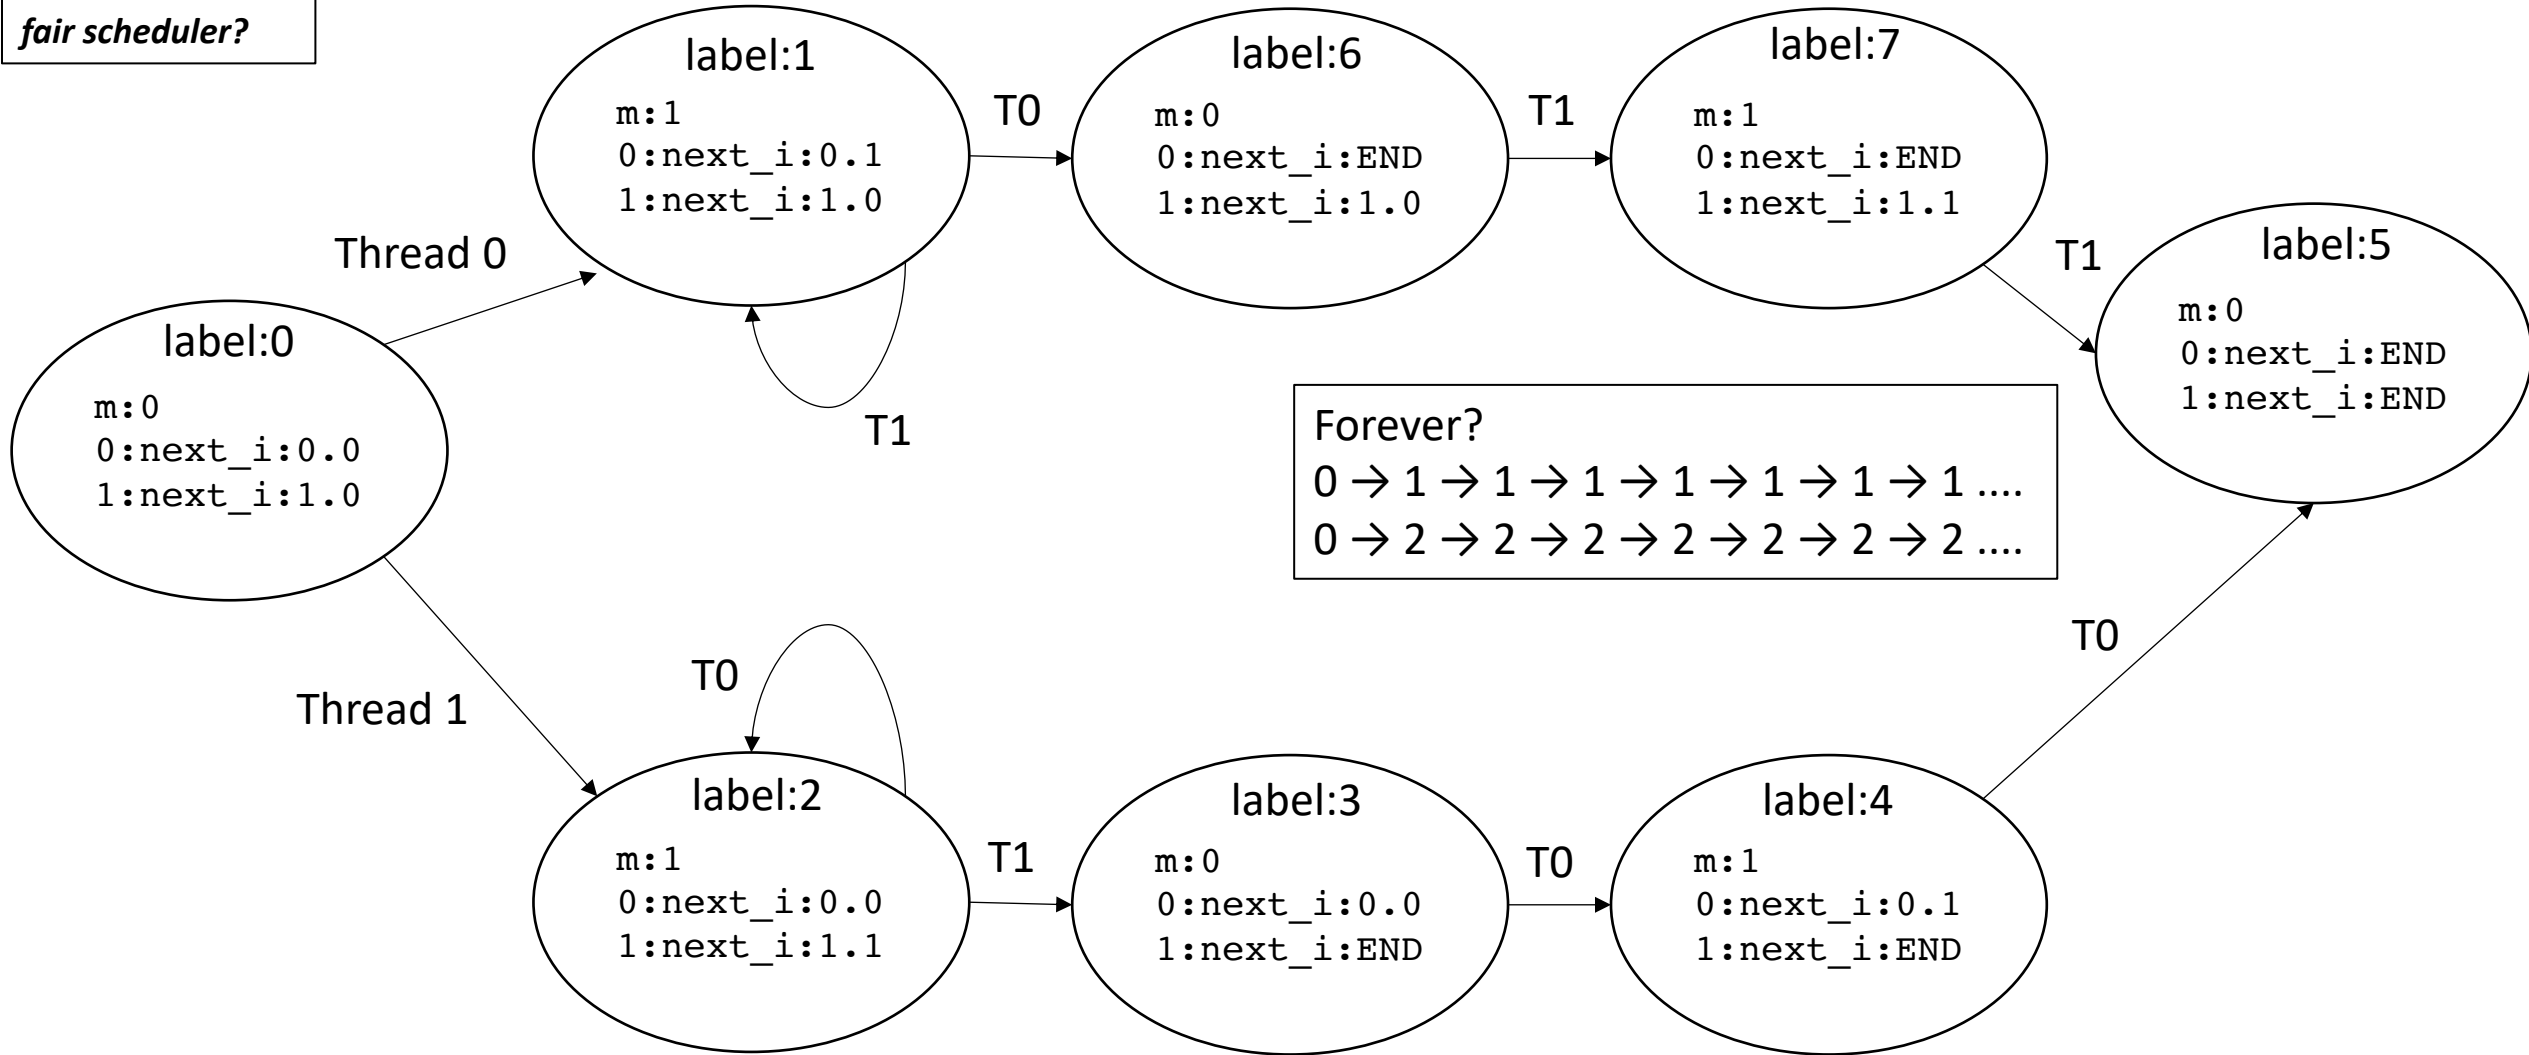 fair scheduler?
label:0
m:0
0:next_i:0.0
1:next_i:1.0
Thread 0
Thread 1
label:1
m:1
0:next_i:0.1
1:next_i:1.0
T1
T0
label:6
m:0
0:next_i:END
1:next_i:1.0
T1
label:7
m:1
0:next_i:END
1:next_i:1.1
T1
label:5
m:0
0:next_i:END
1:next_i:END
Forever?
0 → 1 → 1 → 1 → 1 → 1 → 1 → 1 ....
0 → 2 → 2 → 2 → 2 → 2 → 2 → 2 ....
T0
label:2
m:1
0:next_i:0.0
1:next_i:1.1
T1
label:3
m:0
0:next_i:0.0
1:next_i:END
T0
label:4
m:1
0:next_i:0.1
1:next_i:END
T0